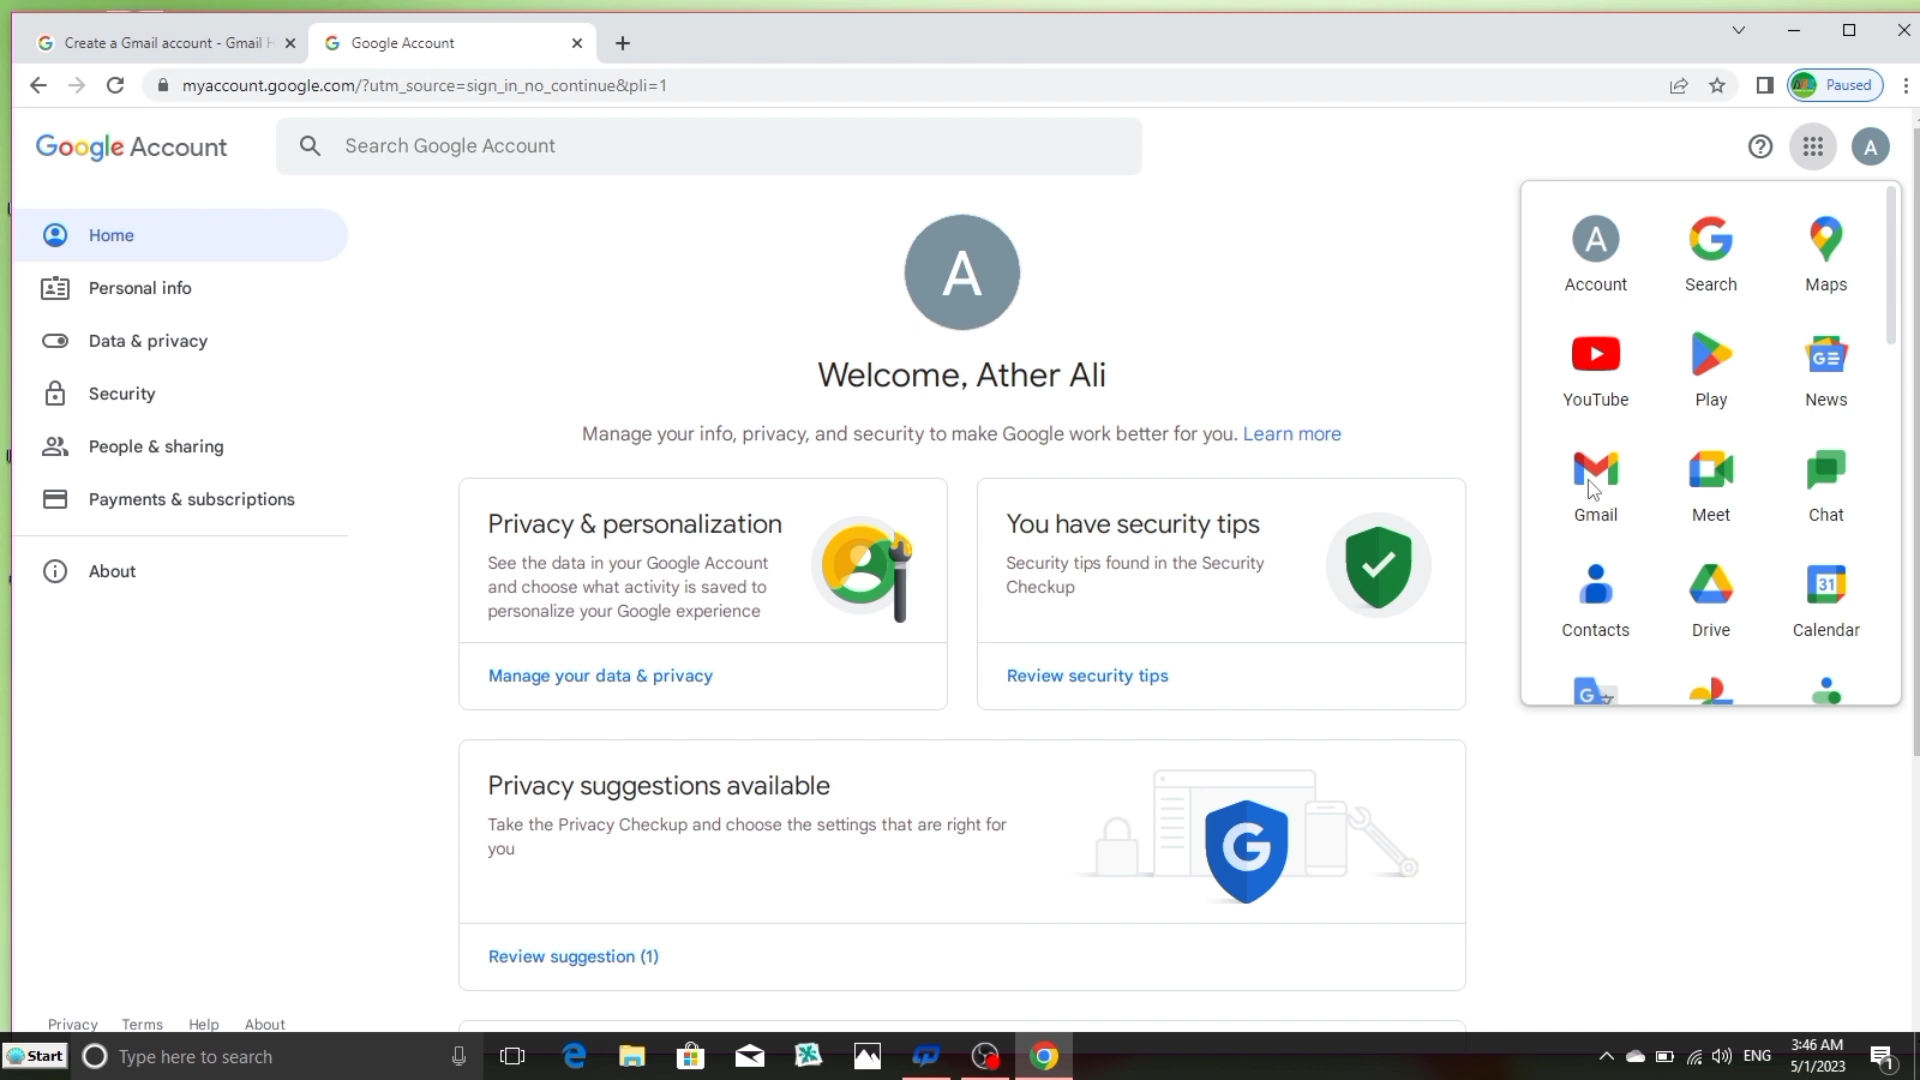 Create a Gmail account - Gmail H
Google Account
myaccount.google.com/?utm_source=sign_in_no_continue&pli=1
Paused
Google Account
Search Google Account
A
Home
Personal info
Data & privacy
Security
People & sharing
Payments & subscriptions
About
A
Welcome, Ather Ali
Manage your info, privacy, and security to make Google work better for you. Learn more
Privacy & personalization
See the data in your Google Account
and choose what activity is saved to
personalize your Google experience
Manage your data & privacy
You have security tips
Security tips found in the Security
Checkup
Review security tips
Privacy suggestions available
Take the Privacy Checkup and choose the settings that are right for
you
G
Review suggestion (1)
A
Account
Search
Maps
YouTube
Play
GE
News
Gmail
Meet
Chat
Contacts
Drive
31
Calendar
G
Privacy
Terms
Help
About
Start
Type here to search
ENG
3:46 AM
5/1/2023
1